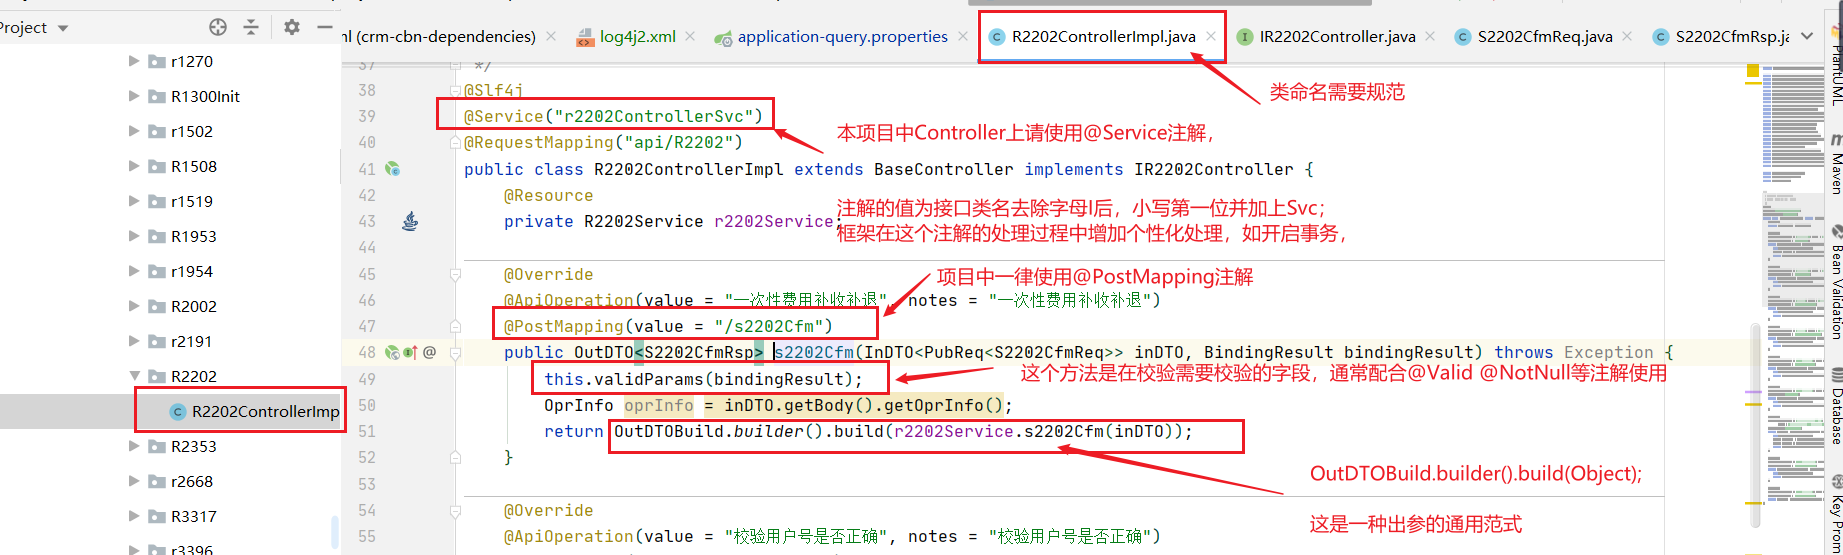 Project
ml (crm-cbn-dependencies)
log4j2.xml
application-query.properties
R2202ControllerImpl.java
IR2202Controller.java
S2202CfmReq.java
S2202CfmRsp.ja
r1270
R1300Init
r1502
R1508
r1519
R1953
r1954
R2002
r2191
R2202
R2202ControllerImp
R2353
r2668
R3317
r3396
37 */
38 @Slf4j
39 @Service("r2202ControllerSvc")
40 @RequestMapping("api/R2202")
41 public class R2202ControllerImpl extends BaseController implements IR2202Controller {
42 @Resource
43 private R2202Service r2202Service;
44
45 @Override
46 @ApiOperation(value = "一次性费用补收补退", notes = "一次性费用补收补退")
47 @PostMapping(value = "/s2202Cfm")
48 public OutDTO<S2202CfmRsp> s2202Cfm(InDTO<PubReq<S2202CfmReq>> inDTO, BindingResult bindingResult) throws Exception {
49 this.validParams(bindingResult);
50 OprInfo oprInfo = inDTO.getBody().getOprInfo();
51 return OutDTOBuild.builder().build(r2202Service.s2202Cfm(inDTO));
52 }
53
54 @Override
55 @ApiOperation(value = "校验用户号是否正确", notes = "校验用户号是否正确")
类命名需要规范
本项目中Controller上请使用@Service注解，
注解的值为接口类名去除字母I后，小写第一位并加上Svc；
框架在这个注解的处理过程中增加个性化处理，如开启事务，
项目中一律使用@PostMapping注解
这个方法是在校验需要校验的字段，通常配合@Valid @NotNull等注解使用
OutDTOBuild.builder().build(Object);
这是一种出参的通用范式
PlantUML
Maven
Bean Validation
Database
Key Prom